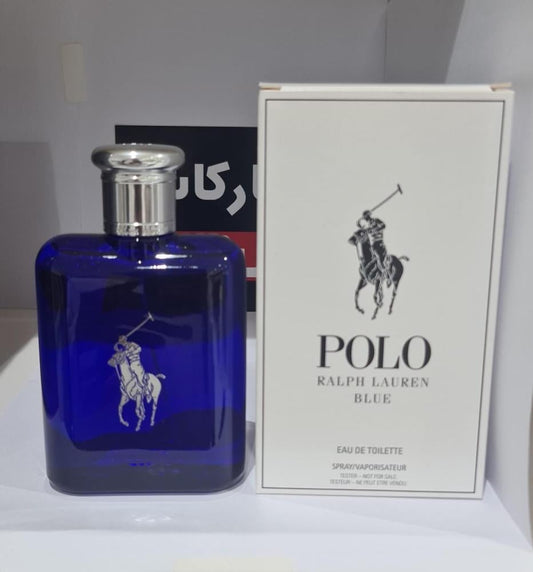 POLO
RALPH LAUREN
BLUE
EAU DE TOILETTE
SPRAY/VAPORISATEUR
TESTER – NOT FOR SALE.
TESTEUR – NE PEUT ETRE VENDU.